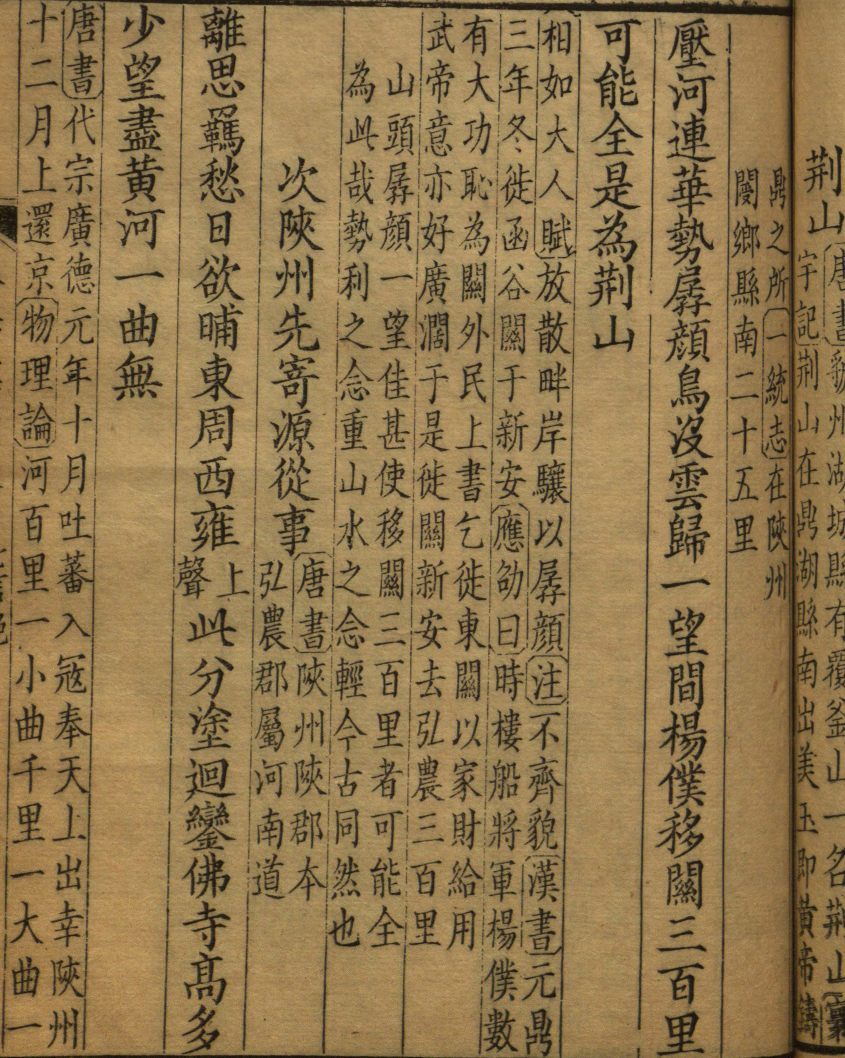 荊山
唐書虢州湖城縣有覆釜山一名荊山寰
宇記荊山在鼎湖縣南出美玉即黃帝鑄
鼎之所一統志在陝州
閿鄉縣南二十五里
壓河連華勢孱顏鳥沒雲歸一望間楊僕移關三百里
可能全是為荊山
相如大人賦放散畔岸驤以孱顏注不齊貌漢書元鼎
三年冬徙函谷關于新安應劭曰時樓船將軍楊僕數
有大功恥為關外民上書乞徙東關以家財給用
武帝意亦好廣濶于是徙關新安去弘農三百里
山頭孱顏一望佳甚使移關三百里者可能全
為此哉勢利之念重山水之念輕今古同然也
次陝州先寄源從事
唐書陝州陝郡本
弘農郡屬河南道
離思羈愁日欲晡東周西雍上聲此分塗迴鑾佛寺高多
少望盡黃河一曲無
唐書代宗廣德元年十月吐蕃入冦奉天上出幸陝州
十二月上還京物理論河百里一小曲千里一大曲一